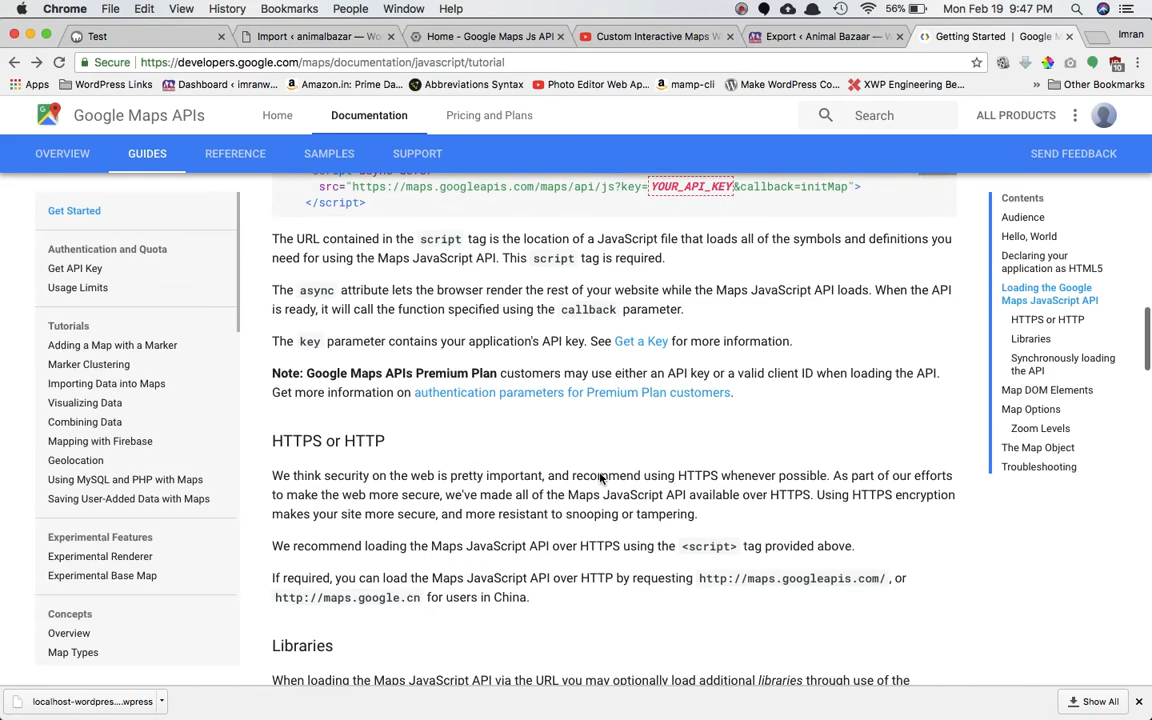 Chrome File Edit View History Bookmarks People Window Help 56% Mon Feb 19 9:47 PM
Test Import ‹ animalbazar — Wo Home - Google Maps Js API Custom Interactive Maps W Export ‹ Animal Bazaar — W Getting Started | Google M Imran
Secure https://developers.google.com/maps/documentation/javascript/tutorial
Apps WordPress Links Dashboard ‹ imranw... Amazon.in: Prime Da... Abbreviations Syntax Photo Editor Web Ap... mamp-cli Make WordPress Co... XWP Engineering Be... » Other Bookmarks
Google Maps APIs Home Documentation Pricing and Plans Search ALL PRODUCTS
OVERVIEW GUIDES REFERENCE SAMPLES SUPPORT SEND FEEDBACK
Get Started
Authentication and Quota
Get API Key
Usage Limits
Tutorials
Adding a Map with a Marker
Marker Clustering
Importing Data into Maps
Visualizing Data
Combining Data
Mapping with Firebase
Geolocation
Using MySQL and PHP with Maps
Saving User-Added Data with Maps
Experimental Features
Experimental Renderer
Experimental Base Map
Concepts
Overview
Map Types
src="https://maps.googleapis.com/maps/api/js?key=YOUR_API_KEY&callback=initMap">
</script>
The URL contained in the script tag is the location of a JavaScript file that loads all of the symbols and definitions you
need for using the Maps JavaScript API. This script tag is required.
The async attribute lets the browser render the rest of your website while the Maps JavaScript API loads. When the API
is ready, it will call the function specified using the callback parameter.
The key parameter contains your application's API key. See Get a Key for more information.
Note: Google Maps APIs Premium Plan customers may use either an API key or a valid client ID when loading the API.
Get more information on authentication parameters for Premium Plan customers.
HTTPS or HTTP
We think security on the web is pretty important, and recommend using HTTPS whenever possible. As part of our efforts
to make the web more secure, we've made all of the Maps JavaScript API available over HTTPS. Using HTTPS encryption
makes your site more secure, and more resistant to snooping or tampering.
We recommend loading the Maps JavaScript API over HTTPS using the <script> tag provided above.
If required, you can load the Maps JavaScript API over HTTP by requesting http://maps.googleapis.com/ , or
http://maps.google.cn for users in China.
Libraries
When loading the Maps JavaScript API via the URL you may optionally load additional libraries through use of the
Contents
Audience
Hello, World
Declaring your
application as HTML5
Loading the Google
Maps JavaScript API
HTTPS or HTTP
Libraries
Synchronously loading
the API
Map DOM Elements
Map Options
Zoom Levels
The Map Object
Troubleshooting
localhost-wordpres....wpress Show All